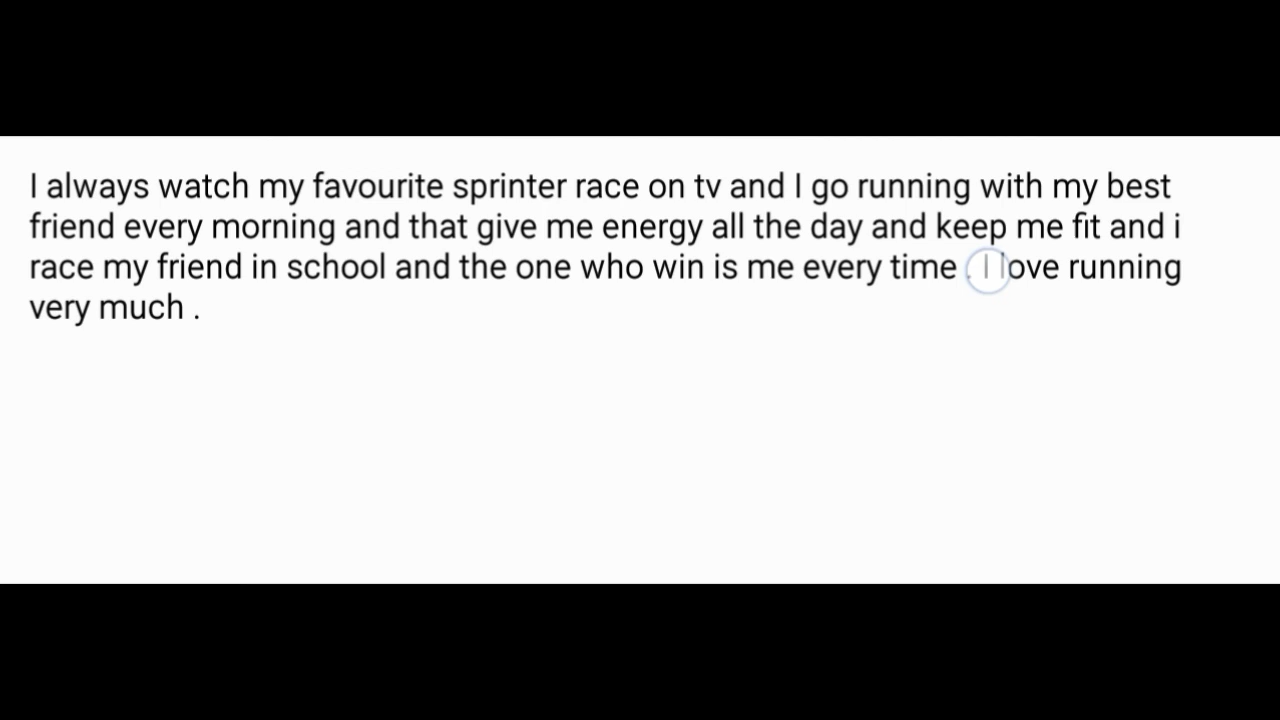 I always watch my favourite sprinter race on tv and I go running with my best
friend every morning and that give me energy all the day and keep me fit and i
race my friend in school and the one who win is me every time . I love running
very much .